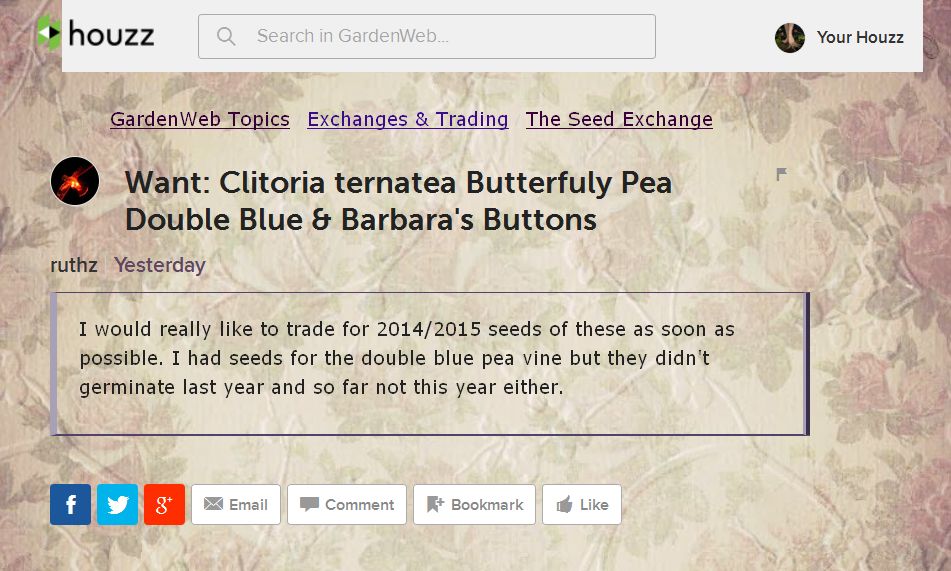 houzz
Search in GardenWeb...
Your Houzz
GardenWeb Topics Exchanges & Trading The Seed Exchange
Want: Clitoria ternatea Butterfuly Pea
Double Blue & Barbara's Buttons
ruthz Yesterday
I would really like to trade for 2014/2015 seeds of these as soon as
possible. I had seeds for the double blue pea vine but they didn't
germinate last year and so far not this year either.
f g+ Email Comment Bookmark Like